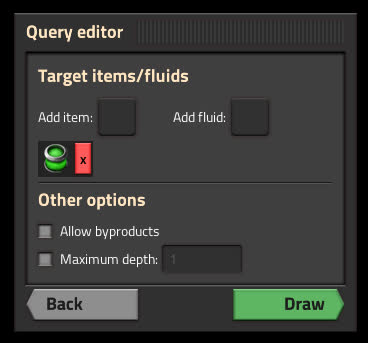 Query editor
Target items/fluids
Add item: Add fluid:
x
Other options
Allow byproducts
Maximum depth: 1
Back Draw